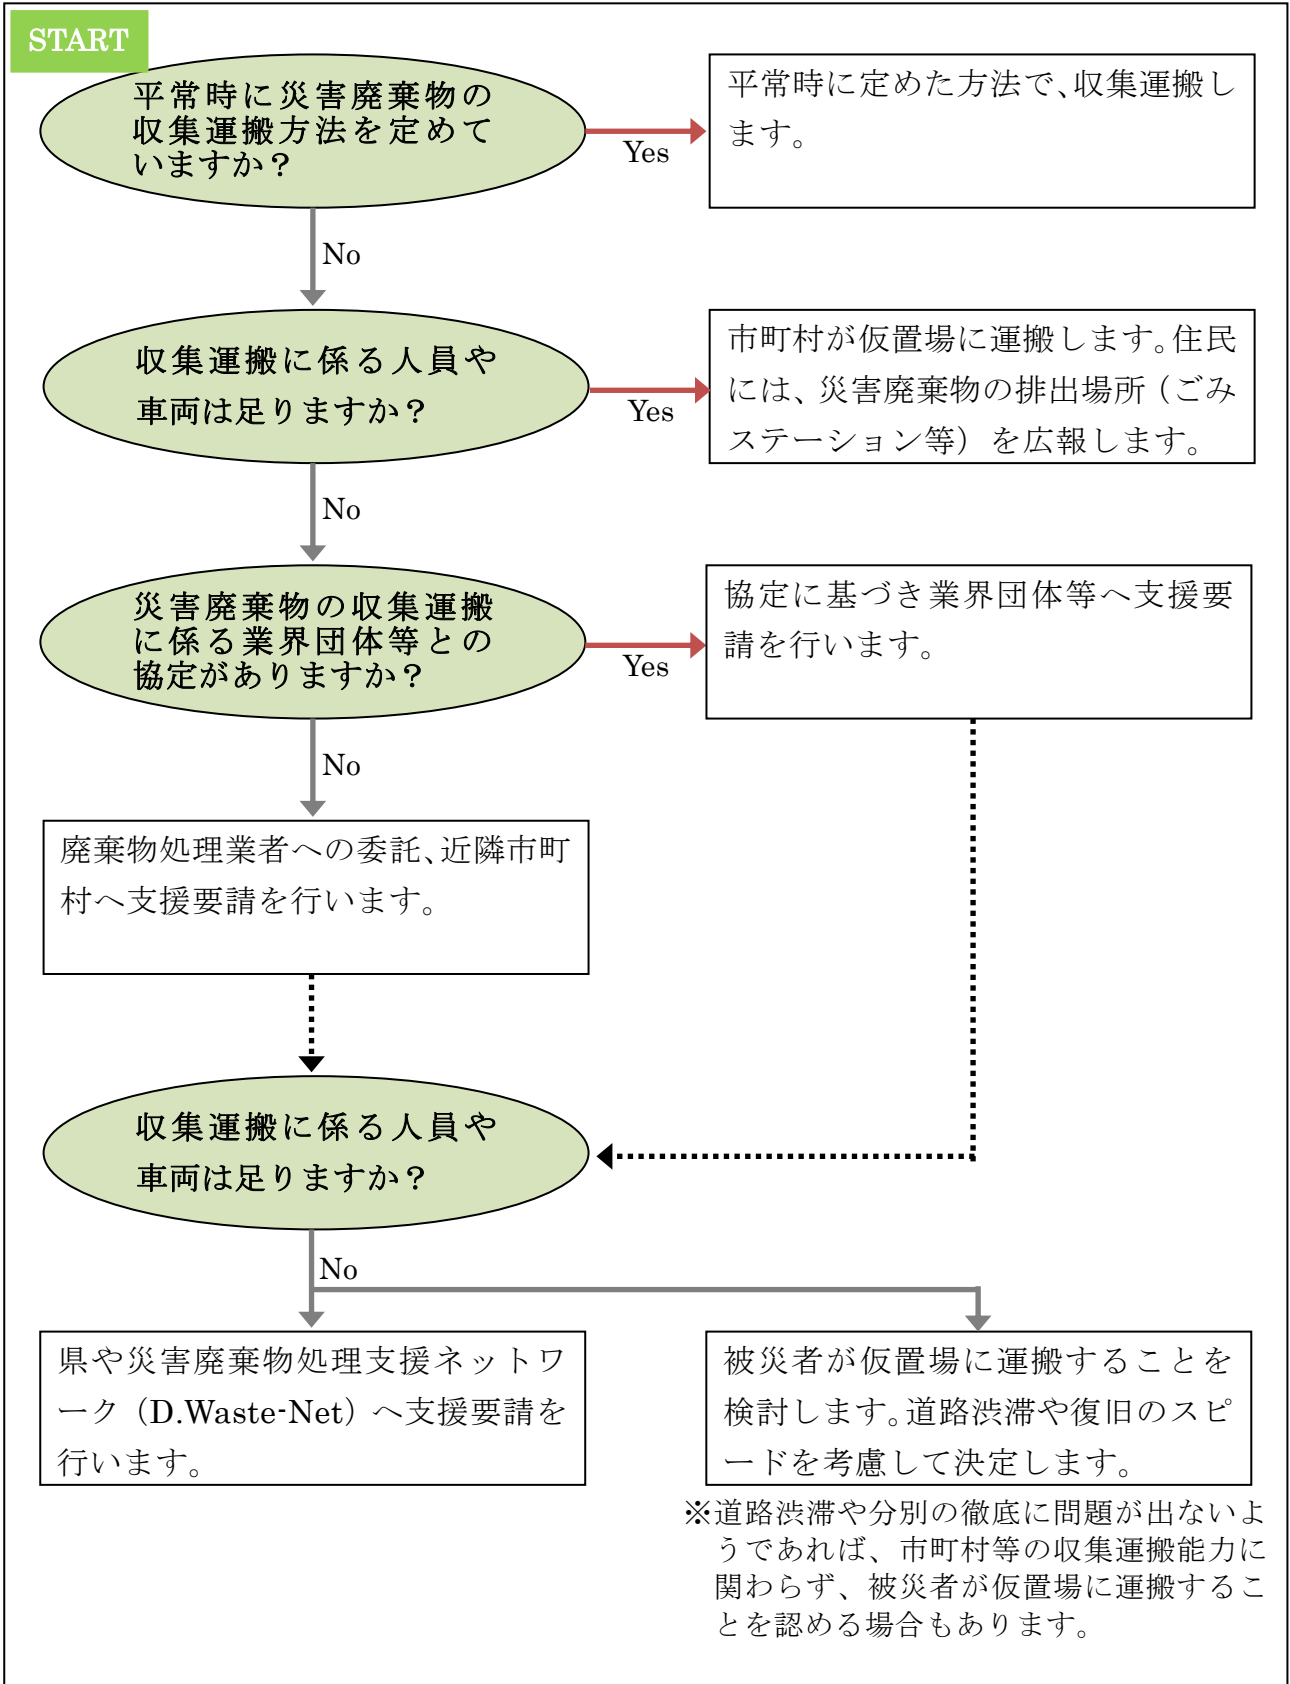 START
平常時に災害廃棄物の
収集運搬方法を定めて
いますか？
Yes
平常時に定めた方法で、収集運搬し
ます。
No
収集運搬に係る人員や
車両は足りますか？
Yes
市町村が仮置場に運搬します。住民
には、災害廃棄物の排出場所（ごみ
ステーション等）を広報します。
No
災害廃棄物の収集運搬
に係る業界団体等との
協定がありますか？
Yes
協定に基づき業界団体等へ支援要
請を行います。
No
廃棄物処理業者への委託、近隣市町
村へ支援要請を行います。
収集運搬に係る人員や
車両は足りますか？
No
県や災害廃棄物処理支援ネットワ
ーク（D.Waste-Net）へ支援要請を
行います。
被災者が仮置場に運搬することを
検討します。道路渋滞や復旧のスピ
ードを考慮して決定します。
※道路渋滞や分別の徹底に問題が出ないよ
うであれば、市町村等の収集運搬能力に
関わらず、被災者が仮置場に運搬するこ
とを認める場合もあります。